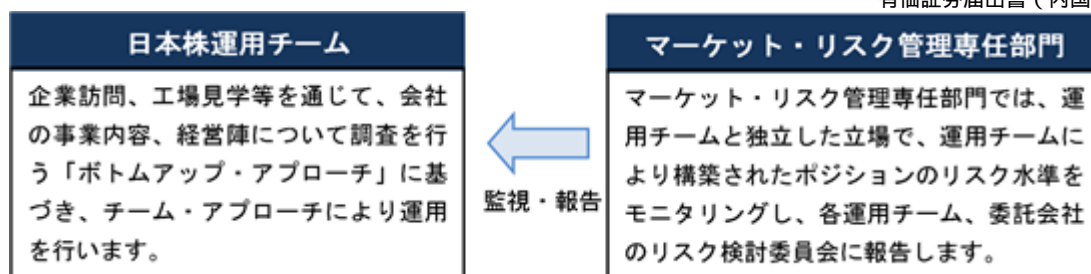 有価証券届出書（内国
日本株運用チーム
企業訪問、工場見学等を通じて、会社
の事業内容、経営陣について調査を行
う「ボトムアップ・アプローチ」に基
づき、チーム・アプローチにより運用
を行います。
監視・報告
マーケット・リスク管理専任部門
マーケット・リスク管理専任部門では、運
用チームと独立した立場で、運用チームに
より構築されたポジションのリスク水準を
モニタリングし、各運用チーム、委託会社
のリスク検討委員会に報告します。